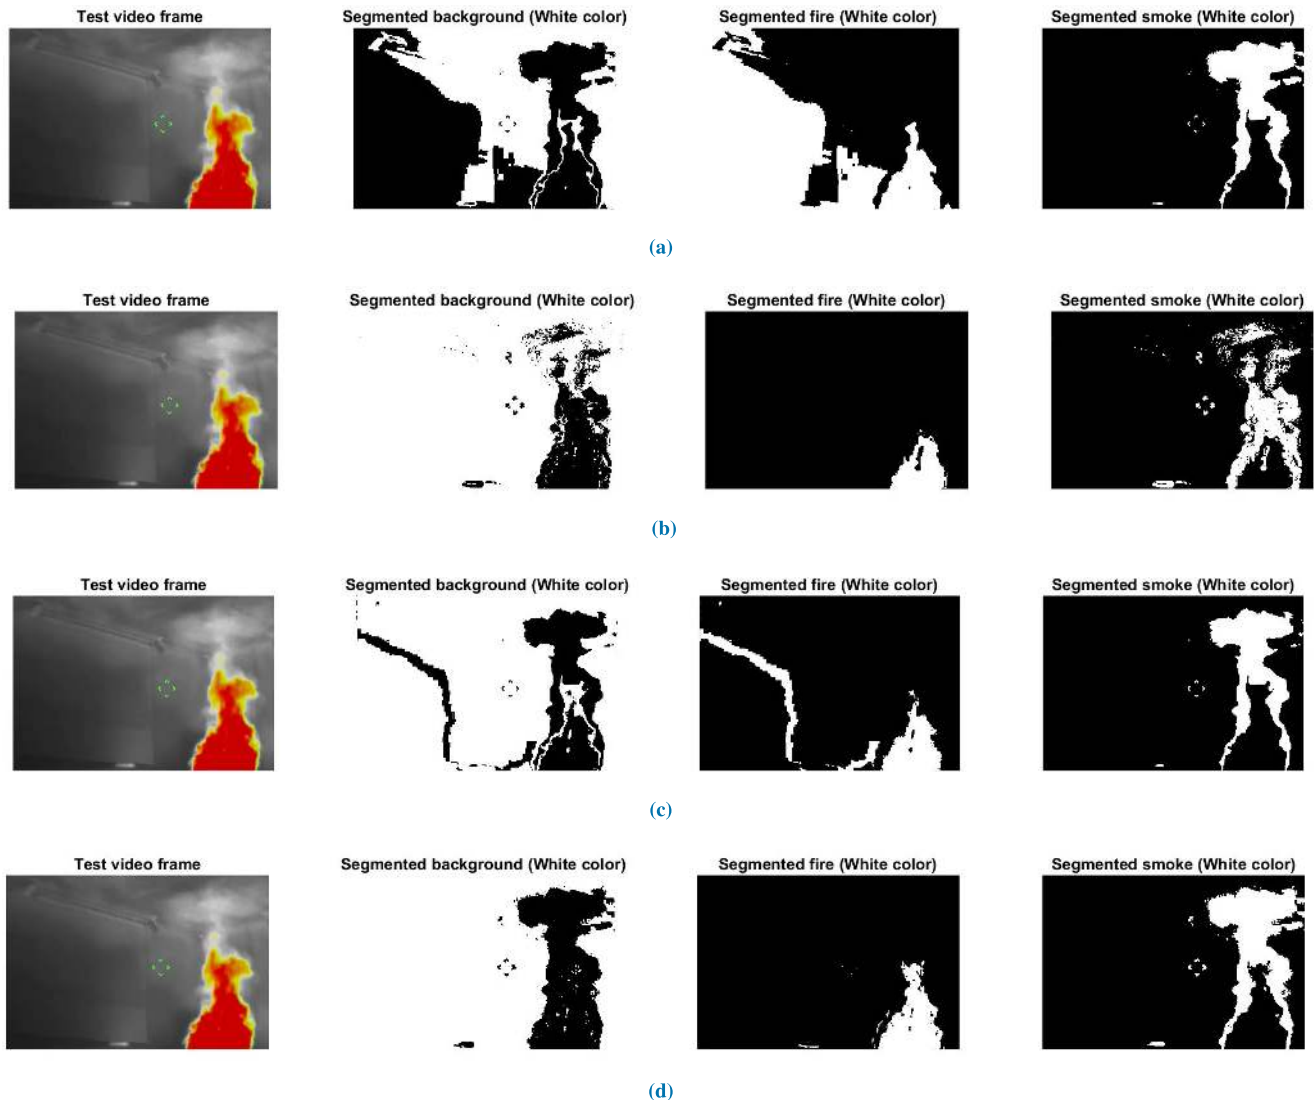 Test video frame
Segmented background (White color)
Segmented fire (White color)
Segmented smoke (White color)
(a)
Test video frame
Segmented background (White color)
Segmented fire (White color)
Segmented smoke (White color)
(b)
Test video frame
Segmented background (White color)
Segmented fire (White color)
Segmented smoke (White color)
(c)
Test video frame
Segmented background (White color)
Segmented fire (White color)
Segmented smoke (White color)
(d)